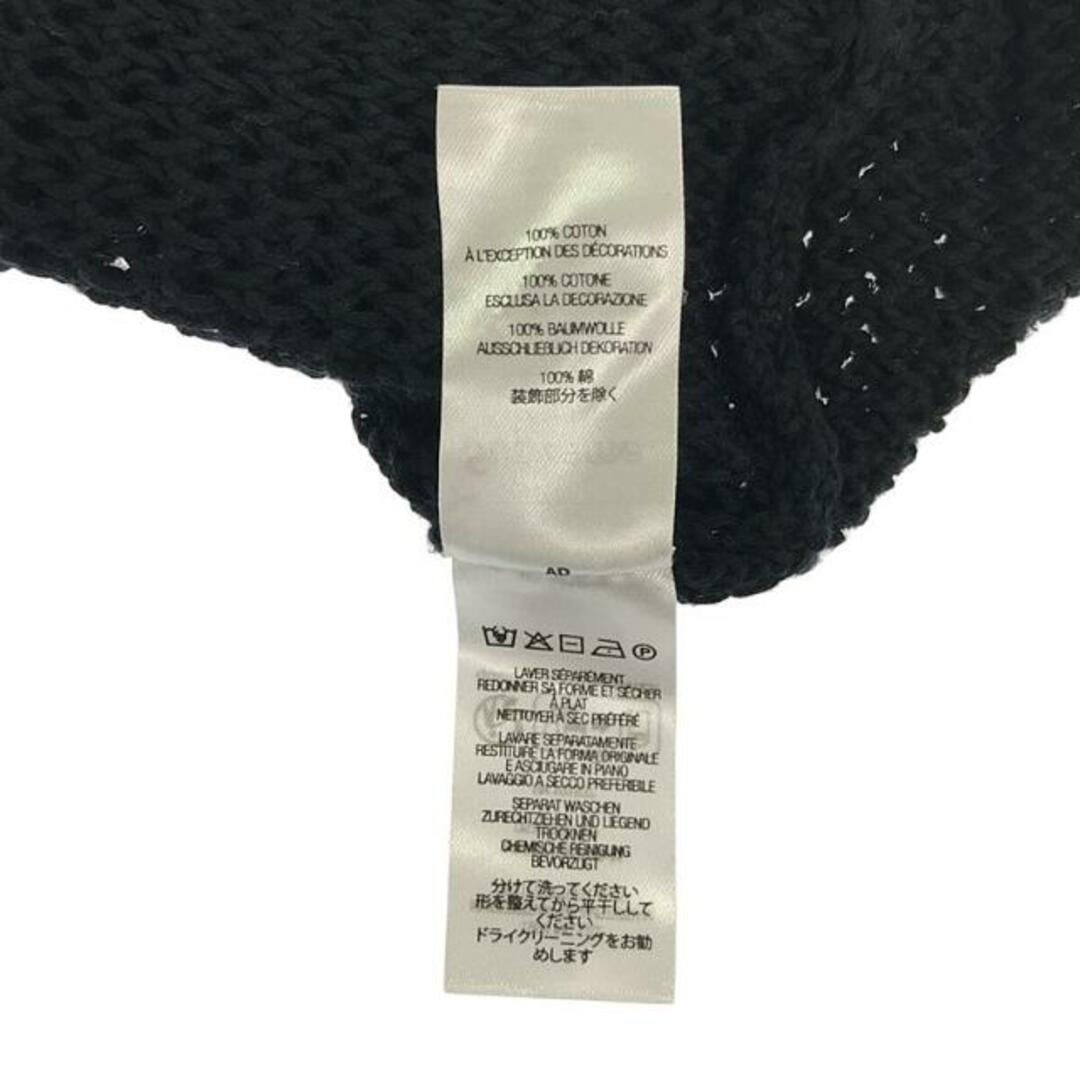 100% COTON
À L'EXCEPTION DES DÉCORATIONS
100% COTONE
ESCLUSA LA DECORAZIONE
100% BAUMWOLLE
AUSSCHLIEBLICH DEKORATION
100% 綿
装飾部分を除く
AD
P
LAVER SÉPARÉMENT
REDONNER SA FORME ET SÉCHER
À PLAT
NETTOYER À SEC PRÉFÉRÉ
LAVARE SEPARATAMENTE
RESTITUIRE LA FORMA ORIGINALE
E ASCIUGARE IN PIANO
LAVAGGIO A SECCO PREFERIBILE
SEPARAT WASCHEN
ZURECHTZIEHEN UND LIEGEND
TROCKNEN
CHEMISCHE REINIGUNG
BEVORZUGT
分けて洗ってください
形を整えてから平干しして
ください
ドライクリーニングをお勧
めします